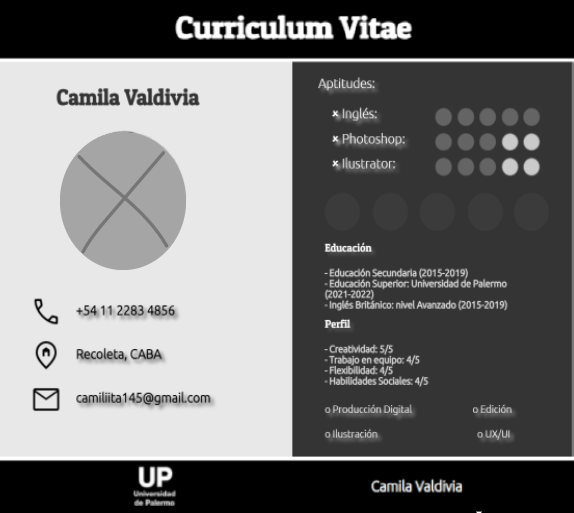 Curriculum Vitae
Camila Valdivia
+54 11 2283 4856
Recoleta, CABA
camiliita145@gmail.com
Aptitudes:
× Inglés:
× Photoshop:
× Ilustrator:
Educación
- Educación Secundaria (2015-2019)
- Educación Superior: Universidad de Palermo
(2021-2022)
- Inglés Británico: nivel Avanzado (2015-2019)
Perfil
- Creatividad: 5/5
- Trabajo en equipo: 4/5
- Flexibilidad: 4/5
- Habilidades Sociales: 4/5
o Producción Digital
o Edición
o Ilustración
o UX/UI
UP
Universidad
de Palermo
Camila Valdivia